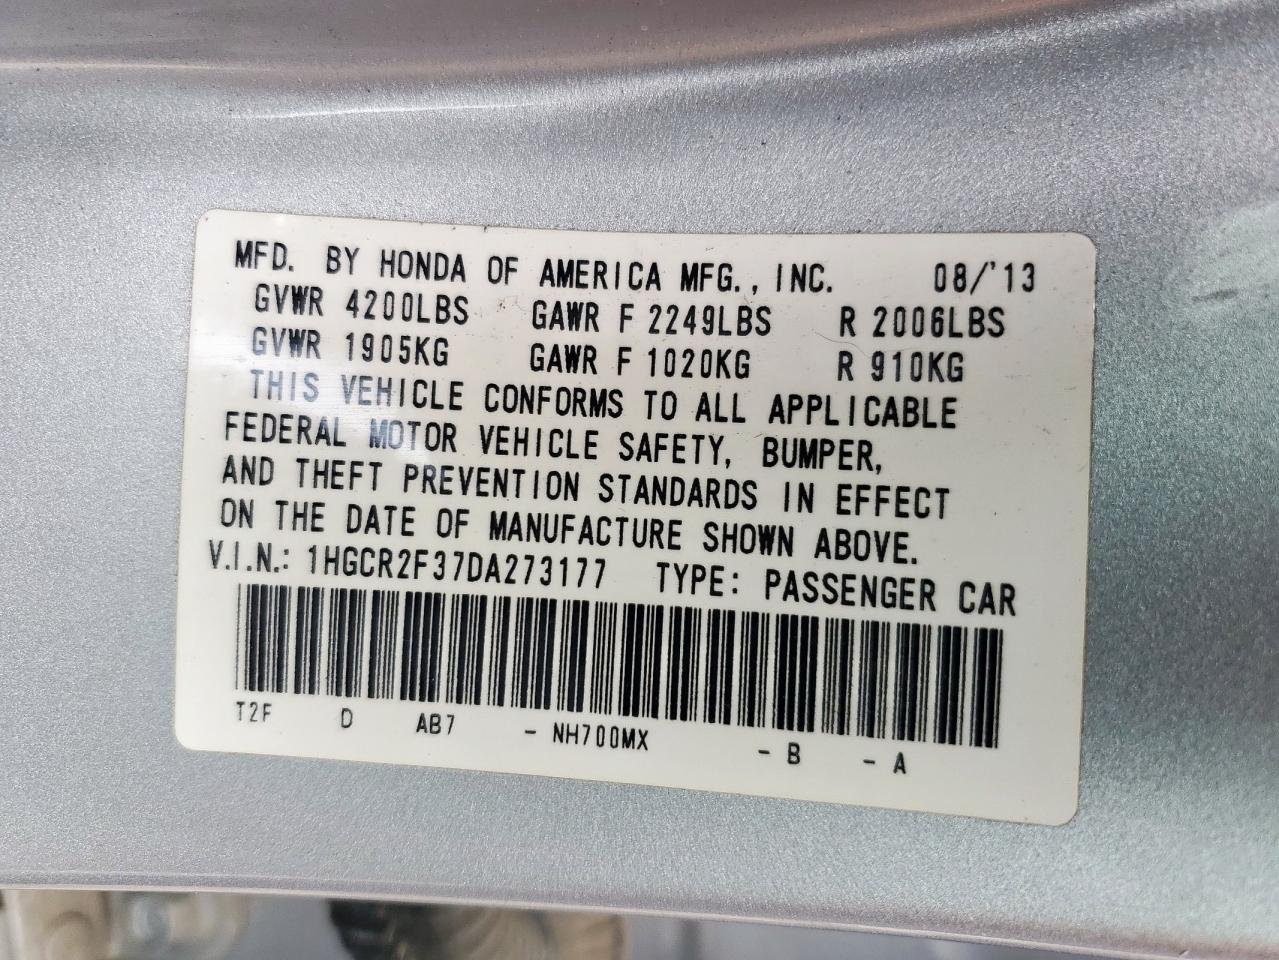 MFD. BY HONDA OF AMERICA MFG., INC. 08/'13
GVWR 4200LBS GAWR F 2249LBS R 2006LBS
GVWR 1905KG GAWR F 1020KG R 910KG
THIS VEHICLE CONFORMS TO ALL APPLICABLE
FEDERAL MOTOR VEHICLE SAFETY, BUMPER,
AND THEFT PREVENTION STANDARDS IN EFFECT
ON THE DATE OF MANUFACTURE SHOWN ABOVE.
V.I.N.: 1HGCR2F37DA273177 TYPE: PASSENGER CAR
T2F D AB7 - NH700MX - B - A